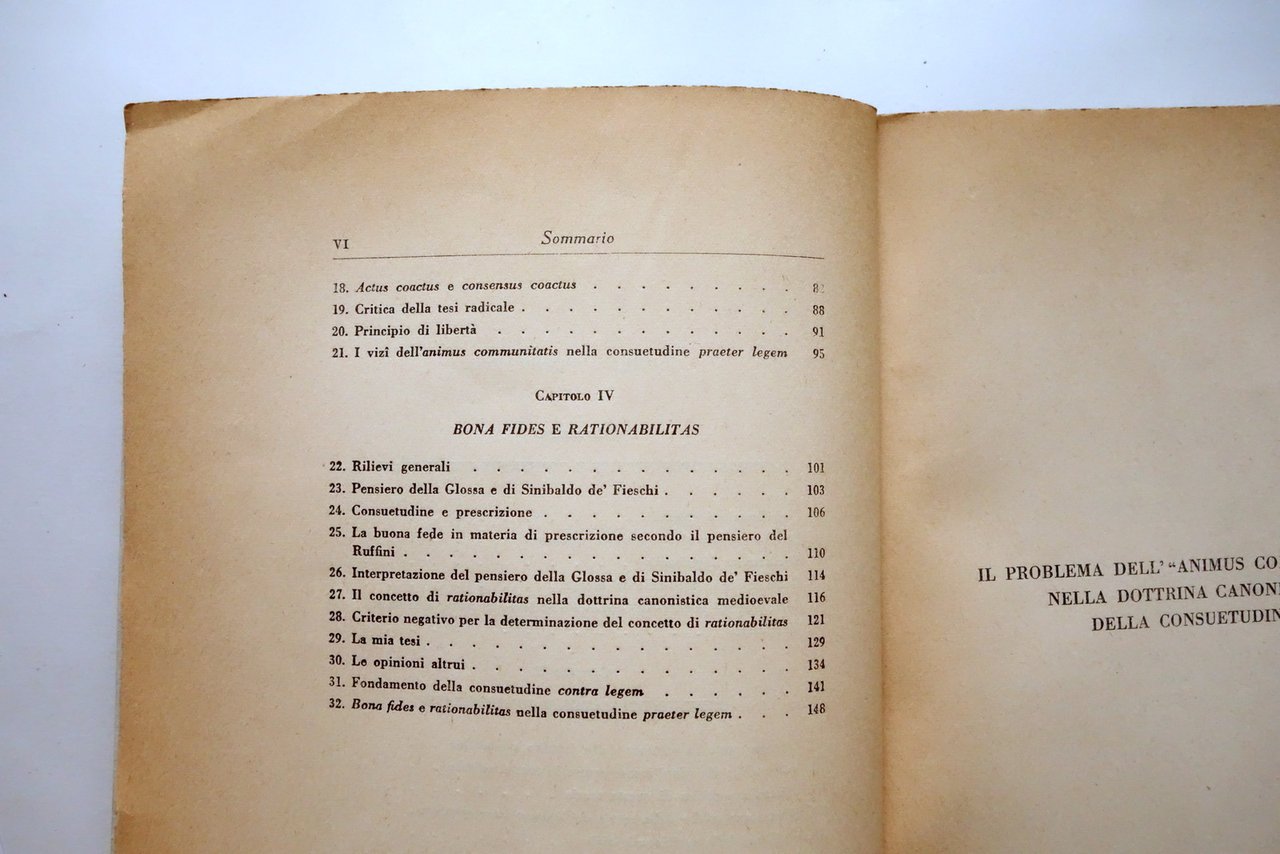 VI Sommario
18. Actus coactus e consensus coactus . . . . . . . . .
19. Critica della tesi radicale . . . . . . . . . . . . 88
20. Principio di libertà . . . . . . . . . . . . . 91
21. I vizî dell'animus communitatis nella consuetudine praeter legem 95
CAPITOLO IV
BONA FIDES E RATIONABILITAS
22. Rilievi generali . . . . . . . . . . . . . . 101
23. Pensiero della Glossa e di Sinibaldo de' Fieschi . . . . . . 103
24. Consuetudine e prescrizione . . . . . . . . . . . 106
25. La buona fede in materia di prescrizione secondo il pensiero del
Ruffini . . . . . . . . . . . . . . . . . 110
26. Interpretazione del pensiero della Glossa e di Sinibaldo de' Fieschi 114
27. Il concetto di rationabilitas nella dottrina canonistica medioevale 116
28. Criterio negativo per la determinazione del concetto di rationabilitas 121
29. La mia tesi . . . . . . . . . . . . . . . . 129
30. Le opinioni altrui . . . . . . . . . . . . . . 134
31. Fondamento della consuetudine contra legem . . . . . . 141
32. Bona fides e rationabilitas nella consuetudine praeter legem . . . 148
IL PROBLEMA DELL' "ANIMUS CO
NELLA DOTTRINA CANON
DELLA CONSUETUDIN